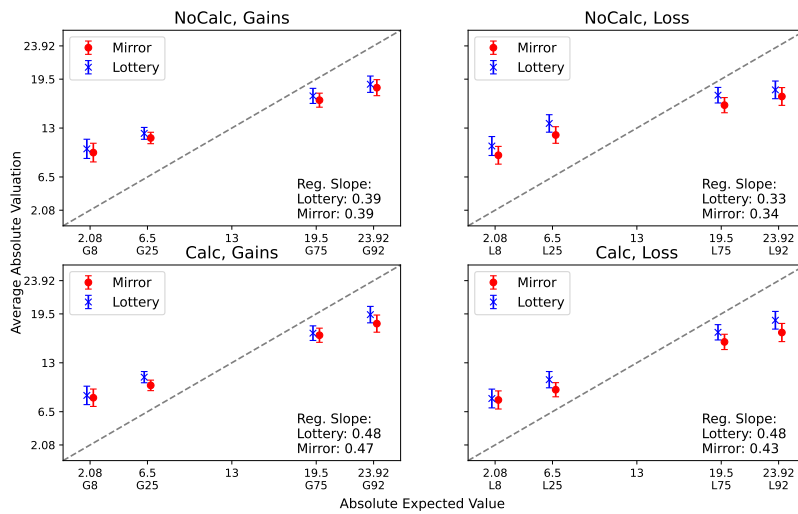 NoCalc, Gains
23.92
19.5
13
6.5
2.08
Mirror
Lottery
Reg. Slope:
Lottery: 0.39
Mirror: 0.39
2.08
G8
6.5
G25
13
19.5
G75
23.92
G92
NoCalc, Loss
Mirror
Lottery
Reg. Slope:
Lottery: 0.33
Mirror: 0.34
2.08
L8
6.5
L25
13
19.5
L75
23.92
L92
Calc, Gains
23.92
19.5
13
6.5
2.08
Mirror
Lottery
Reg. Slope:
Lottery: 0.48
Mirror: 0.47
2.08
G8
6.5
G25
13
19.5
G75
23.92
G92
Calc, Loss
Mirror
Lottery
Reg. Slope:
Lottery: 0.48
Mirror: 0.43
2.08
L8
6.5
L25
13
19.5
L75
23.92
L92
Average Absolute Valuation
Absolute Expected Value